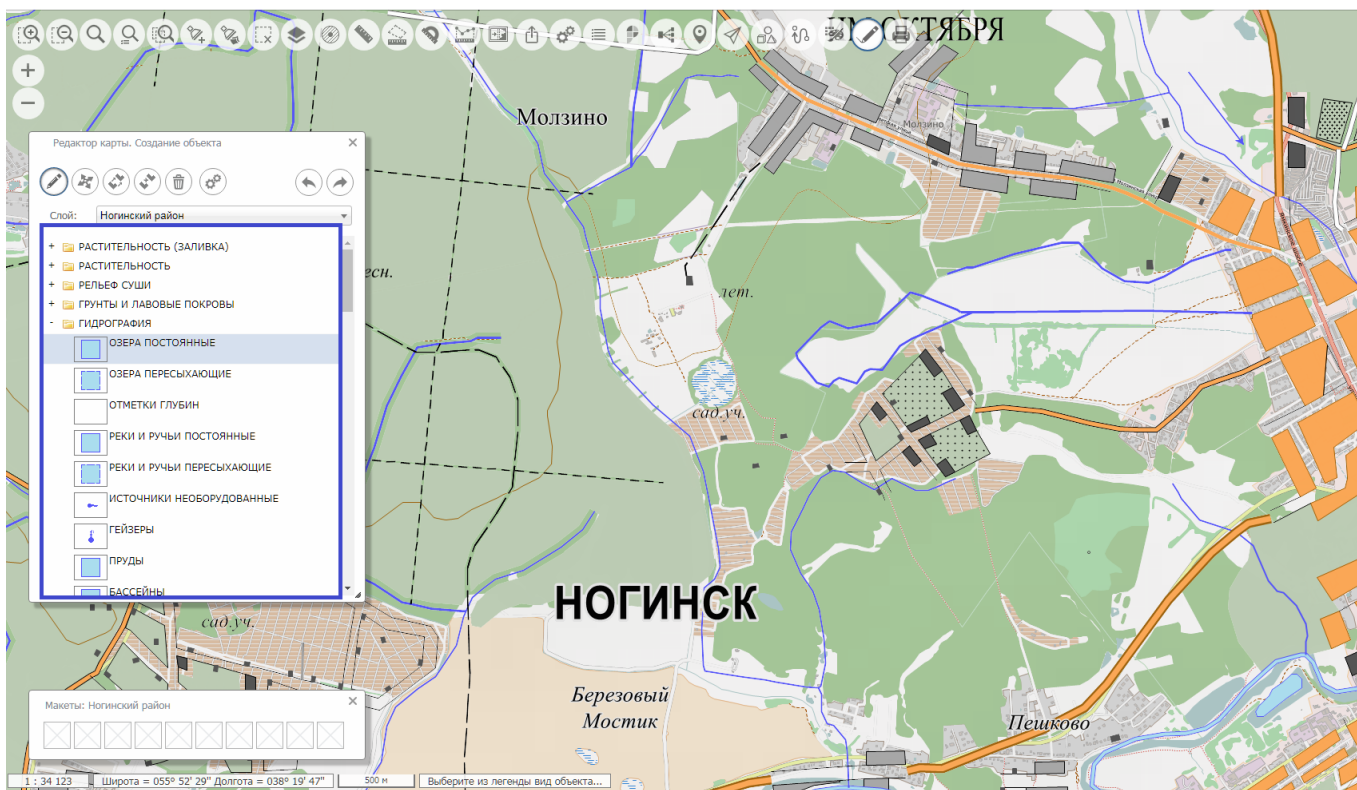 ИМ ОКТЯБРЯ
Молзино
Молзино
Редактор карты. Создание объекта
Слой: Ногинский район
+ РАСТИТЕЛЬНОСТЬ (ЗАЛИВКА)
+ РАСТИТЕЛЬНОСТЬ
+ РЕЛЬЕФ СУШИ
+ ГРУНТЫ И ЛАВОВЫЕ ПОКРОВЫ
- ГИДРОГРАФИЯ
ОЗЕРА ПОСТОЯННЫЕ
ОЗЕРА ПЕРЕСЫХАЮЩИЕ
ОТМЕТКИ ГЛУБИН
РЕКИ И РУЧЬИ ПОСТОЯННЫЕ
РЕКИ И РУЧЬИ ПЕРЕСЫХАЮЩИЕ
ИСТОЧНИКИ НЕОБОРУДОВАННЫЕ
ГЕЙЗЕРЫ
ПРУДЫ
БАССЕЙНЫ
есн.
лет.
сад.уч.
НОГИНСК
сад.уч.
Березовый
Мостик
Пешково
Макеты: Ногинский район
1 : 34 123
Широта = 055° 52' 29" Долгота = 038° 19' 47"
500 м
Выберите из легенды вид объекта...